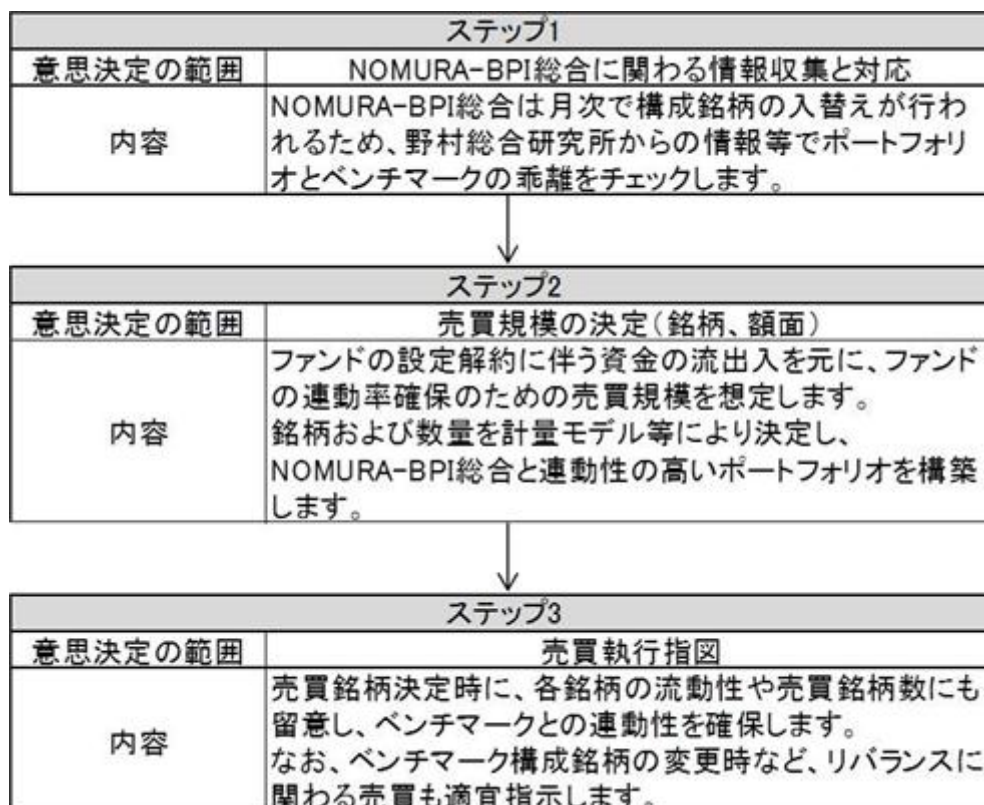 ステップ1
意思決定の範囲 NOMURA-BPI総合に関わる情報収集と対応
内容
NOMURA-BPI総合は月次で構成銘柄の入替えが行わ
れるため、野村総合研究所からの情報等でポートフォリ
オとベンチマークの乖離をチェックします。
ステップ2
意思決定の範囲 売買規模の決定(銘柄、額面)
内容
ファンドの設定解約に伴う資金の流出入を元に、ファンド
の連動率確保のための売買規模を想定します。
銘柄および数量を計量モデル等により決定し、
NOMURA-BPI総合と連動性の高いポートフォリオを構築
します。
ステップ3
意思決定の範囲 売買執行指図
内容
売買銘柄決定時に、各銘柄の流動性や売買銘柄数にも
留意し、ベンチマークとの連動性を確保します。
なお、ベンチマーク構成銘柄の変更時など、リバランスに
関わる売買も適宜指示します。